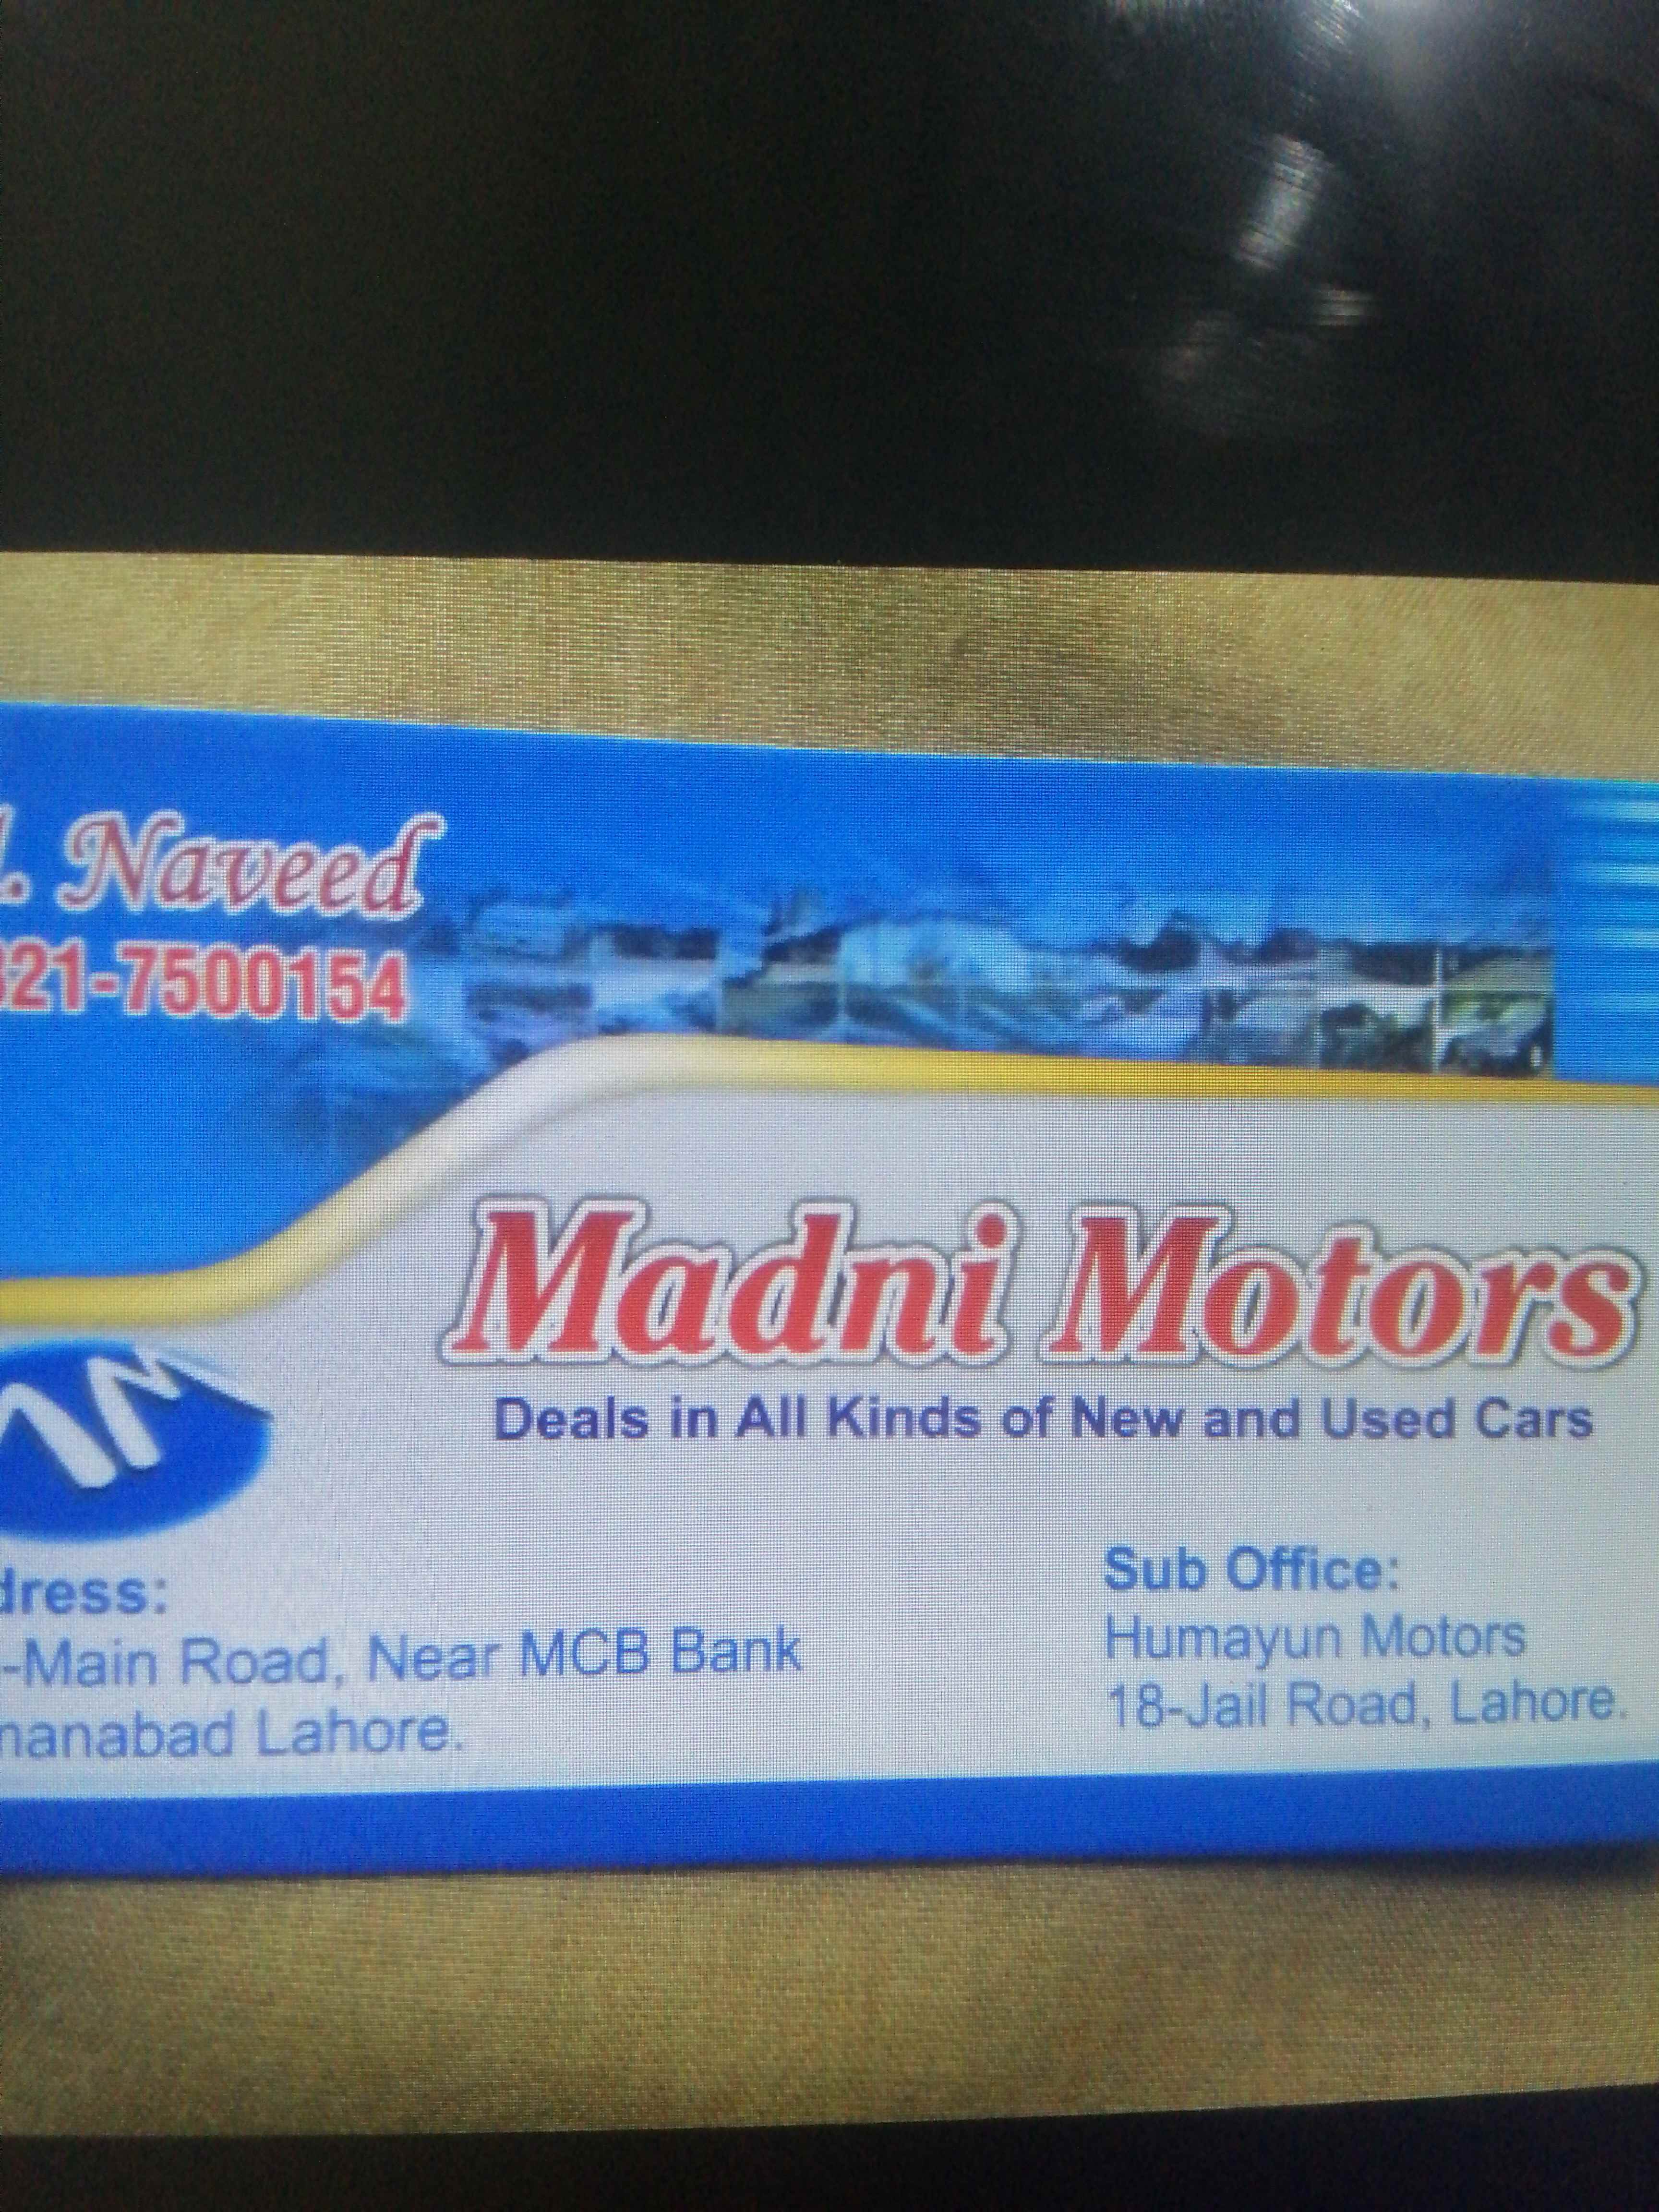 . Naveed
321-7500154
Madni Motors
Deals in All Kinds of New and Used Cars
dress:
-Main Road, Near MCB Bank
manabad Lahore.
Sub Office:
Humayun Motors
18-Jail Road, Lahore.